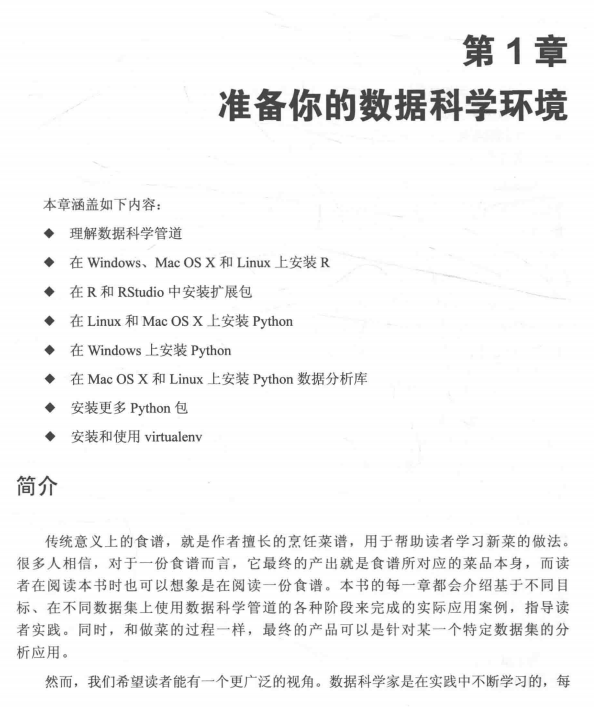 第 1 章
准备你的数据科学环境
本章涵盖如下内容：
◆ 理解数据科学管道
◆ 在 Windows、Mac OS X 和 Linux 上安装 R
◆ 在 R 和 RStudio 中安装扩展包
◆ 在 Linux 和 Mac OS X 上安装 Python
◆ 在 Windows 上安装 Python
◆ 在 Mac OS X 和 Linux 上安装 Python 数据分析库
◆ 安装更多 Python 包
◆ 安装和使用 virtualenv
简介
传统意义上的食谱，就是作者擅长的烹饪菜谱，用于帮助读者学习新菜的做法。
很多人相信，对于一份食谱而言，它最终的产出就是食谱所对应的菜品本身，而读
者在阅读本书时也可以想象是在阅读一份食谱。本书的每一章都会介绍基于不同目
标、在不同数据集上使用数据科学管道的各种阶段来完成的实际应用案例，指导读
者实践。同时，和做菜的过程一样，最终的产品可以是针对某一个特定数据集的分
析应用。
然而，我们希望读者能有一个更广泛的视角。数据科学家是在实践中不断学习的，每